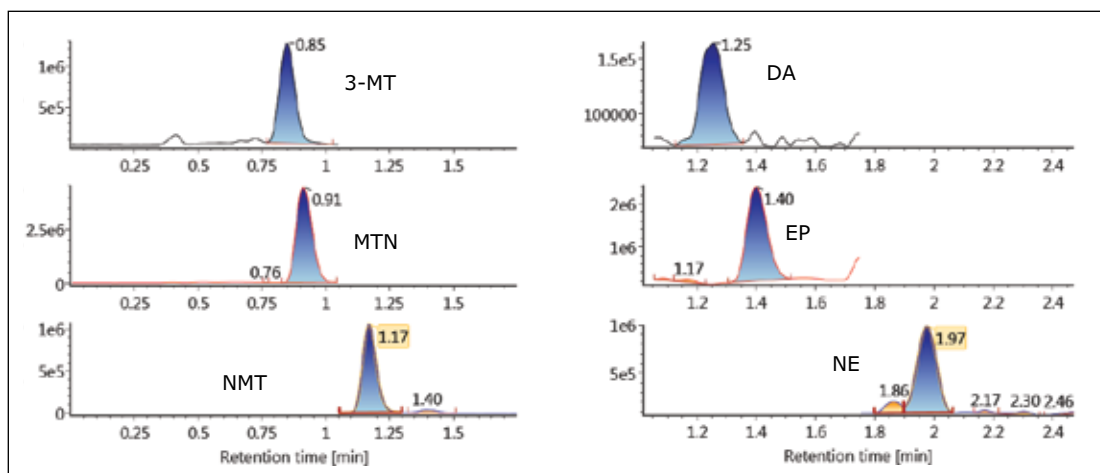 0.85
3-MT
1e6
5e5
0.25 0.5 0.75 1 1.25 1.5
0.91
MTN
2.5e6
0.76
0
0.25 0.5 0.75 1 1.25 1.5
1e6
1.17
NMT
5e5
1.40
0
0.25 0.5 0.75 1 1.25 1.5
Retention time [min]
1.25
DA
1.5e5
100000
1.2 1.4 1.6 1.8 2 2.2 2.4
2e6
1.40
EP
1e6
1.17
1.2 1.4 1.6 1.8 2 2.2 2.4
1e6
1.97
NE
5e5
1.86 2.17 2.30 2.46
1.2 1.4 1.6 1.8 2 2.2 2.4
Retention time [min]